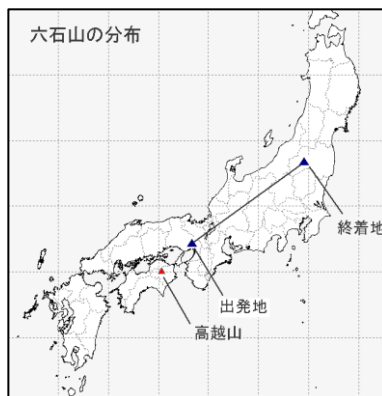 六石山の分布
終着地
出発地
高越山